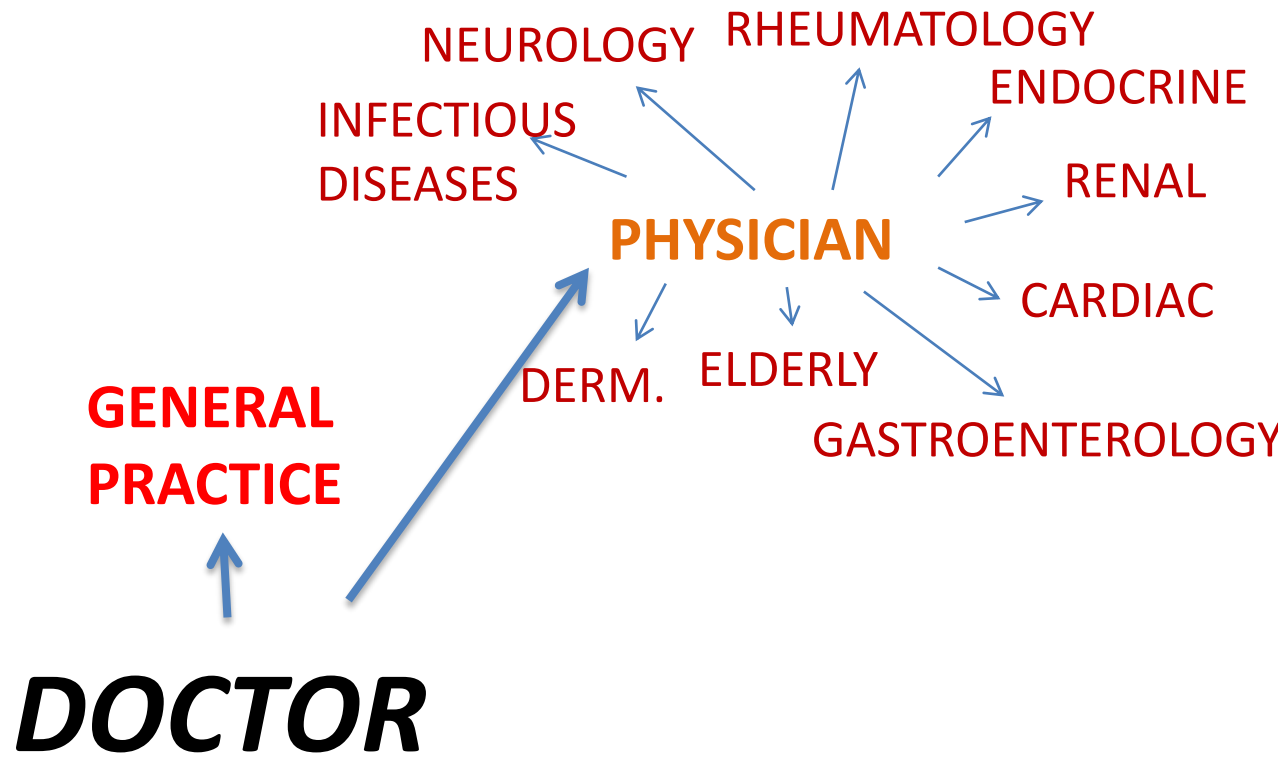 NEUROLOGY
RHEUMATOLOGY
ENDOCRINE
INFECTIOUS
DISEASES
RENAL
PHYSICIAN
CARDIAC
DERM.
ELDERLY
GASTROENTEROLOGY
GENERAL
PRACTICE
DOCTOR